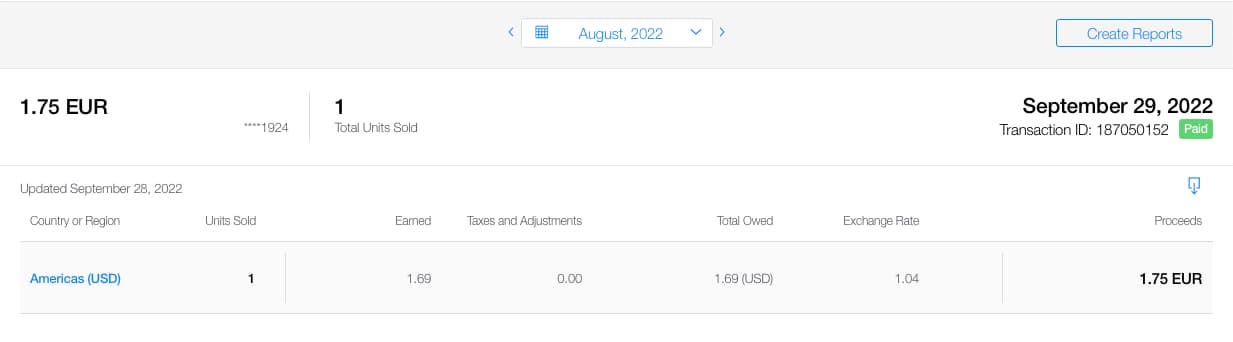 August, 2022
Create Reports
1.75 EUR
****1924
1
Total Units Sold
September 29, 2022
Transaction ID: 187050152 Paid
Updated September 28, 2022
Country or Region Units Sold Earned Taxes and Adjustments Total Owed Exchange Rate Proceeds
Americas (USD) 1 1.69 0.00 1.69 (USD) 1.04 1.75 EUR